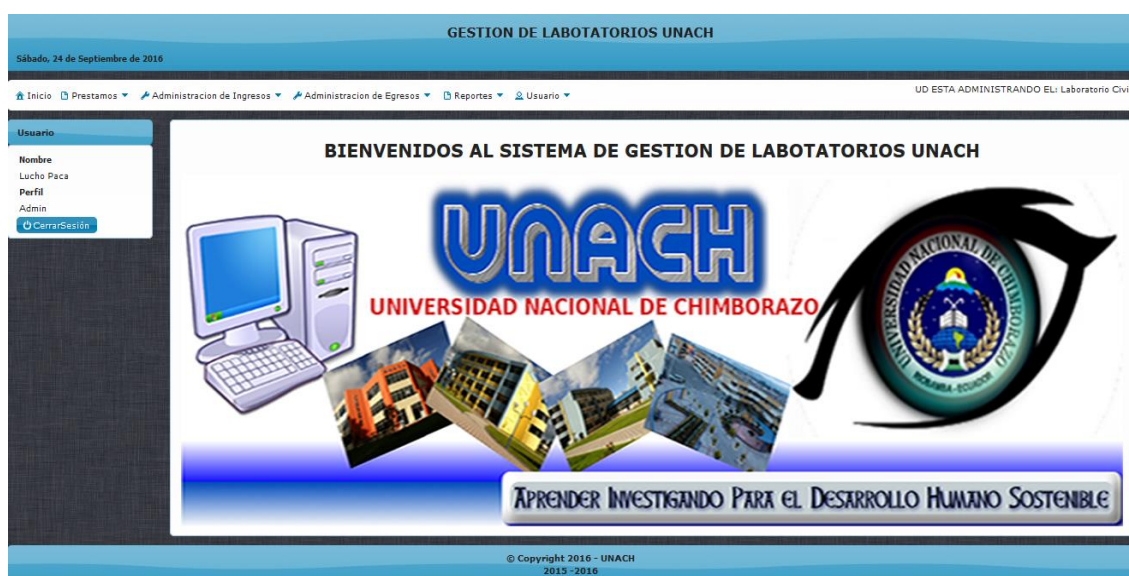 GESTION DE LABOTATORIOS UNACH
Sábado, 24 de Septiembre de 2016
Inicio Prestamos Administracion de Ingresos Administracion de Egresos Reportes Usuario UD ESTA ADMINISTRANDO EL: Laboratorio Civi
Usuario
Nombre
Lucho Paca
Perfil
Admin
CerrarSesión
BIENVENIDOS AL SISTEMA DE GESTION DE LABOTATORIOS UNACH
UNACH
UNIVERSIDAD NACIONAL DE CHIMBORAZO
UNIVERSIDAD NACIONAL DE CHIMBORAZO
RIOBAMBA-ECUADOR
APRENDER INVESTIGANDO PARA EL DESARROLLO HUMANO SOSTENIBLE
© Copyright 2016 - UNACH
2015 -2016